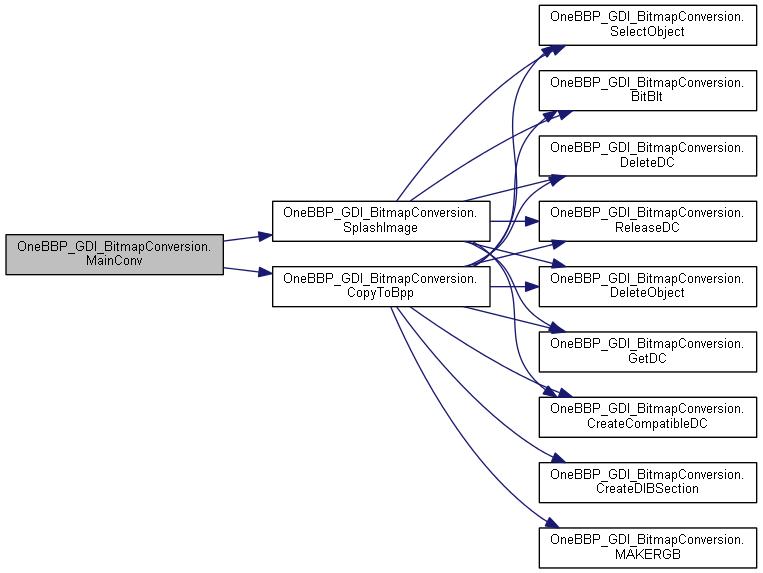 OneBBP_GDI_BitmapConversion.
MainConv
OneBBP_GDI_BitmapConversion.
SplashImage
OneBBP_GDI_BitmapConversion.
CopyToBpp
OneBBP_GDI_BitmapConversion.
SelectObject
OneBBP_GDI_BitmapConversion.
BitBlt
OneBBP_GDI_BitmapConversion.
DeleteDC
OneBBP_GDI_BitmapConversion.
ReleaseDC
OneBBP_GDI_BitmapConversion.
DeleteObject
OneBBP_GDI_BitmapConversion.
GetDC
OneBBP_GDI_BitmapConversion.
CreateCompatibleDC
OneBBP_GDI_BitmapConversion.
CreateDIBSection
OneBBP_GDI_BitmapConversion.
MAKERGB